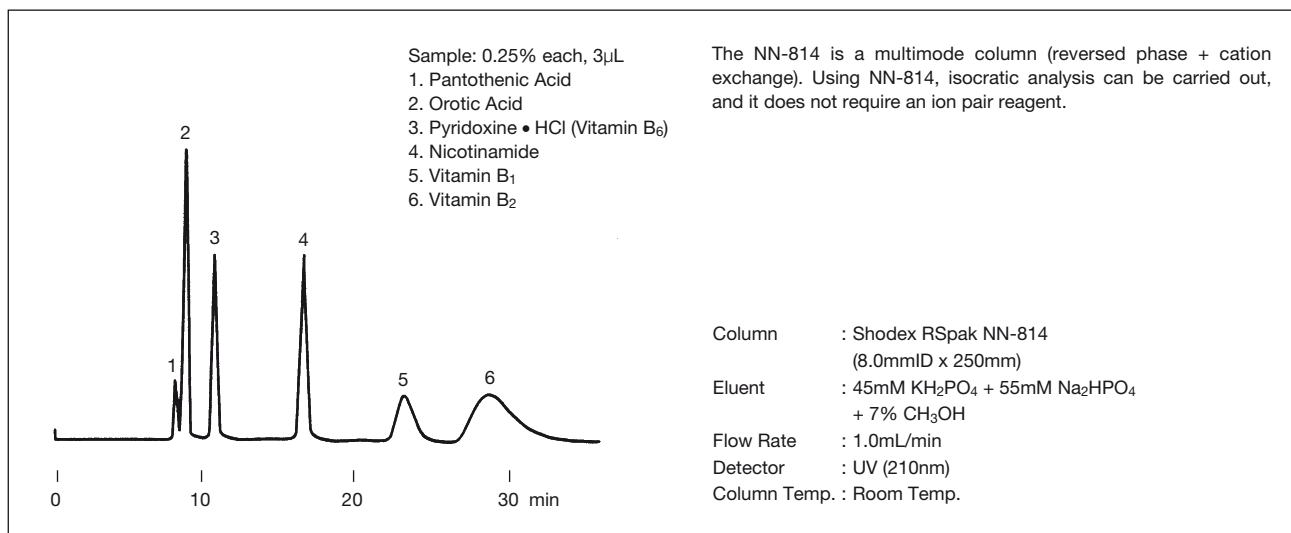 Sample: 0.25% each, 3µL
1. Pantothenic Acid
2. Orotic Acid
3. Pyridoxine • HCl (Vitamin B₆)
4. Nicotinamide
5. Vitamin B₁
6. Vitamin B₂
The NN-814 is a multimode column (reversed phase + cation
exchange). Using NN-814, isocratic analysis can be carried out,
and it does not require an ion pair reagent.
2
3
4
1
5
6
0 10 20 30 min
Column : Shodex RSpak NN-814
(8.0mmID x 250mm)
Eluent : 45mM KH₂PO₄ + 55mM Na₂HPO₄
+ 7% CH₃OH
Flow Rate : 1.0mL/min
Detector : UV (210nm)
Column Temp. : Room Temp.